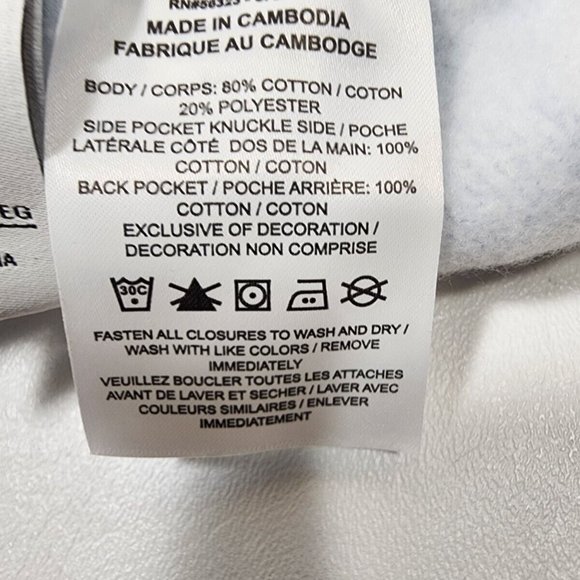 MADE IN CAMBODIA
FABRIQUE AU CAMBODGE
BODY / CORPS: 80% COTTON / COTON
20% POLYESTER
SIDE POCKET KNUCKLE SIDE / POCHE
LATÉRALE CÔTÉ DOS DE LA MAIN: 100%
COTTON / COTON
BACK POCKET / POCHE ARRIÈRE: 100%
COTTON / COTON
EXCLUSIVE OF DECORATION /
DECORATION NON COMPRISE
30C
FASTEN ALL CLOSURES TO WASH AND DRY /
WASH WITH LIKE COLORS / REMOVE
IMMEDIATELY
VEUILLEZ BOUCLER TOUTES LES ATTACHES
AVANT DE LAVER ET SECHER / LAVER AVEC
COULEURS SIMILAIRES / ENLEVER
IMMEDIATEMENT